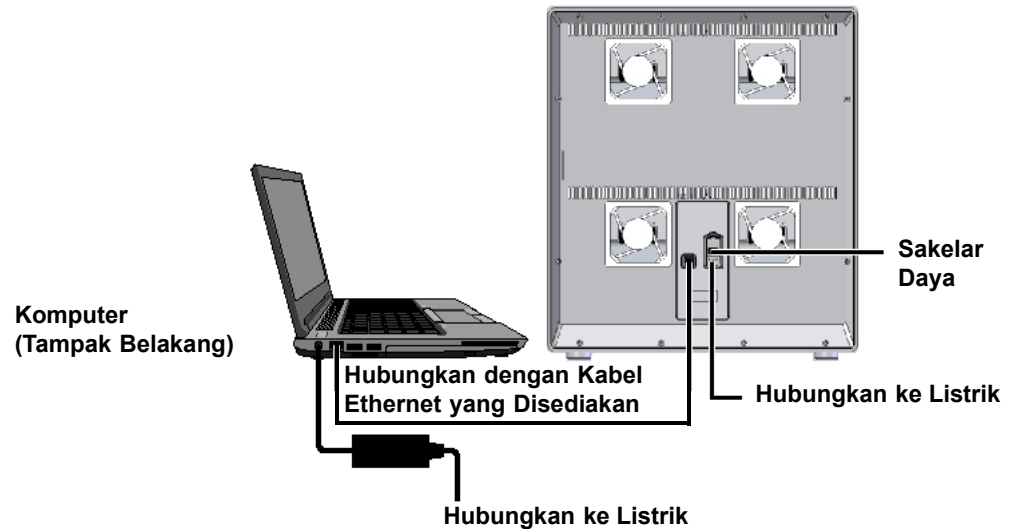 Sakelar
Daya
Komputer
(Tampak Belakang)
Hubungkan dengan Kabel
Ethernet yang Disediakan
Hubungkan ke Listrik
Hubungkan ke Listrik